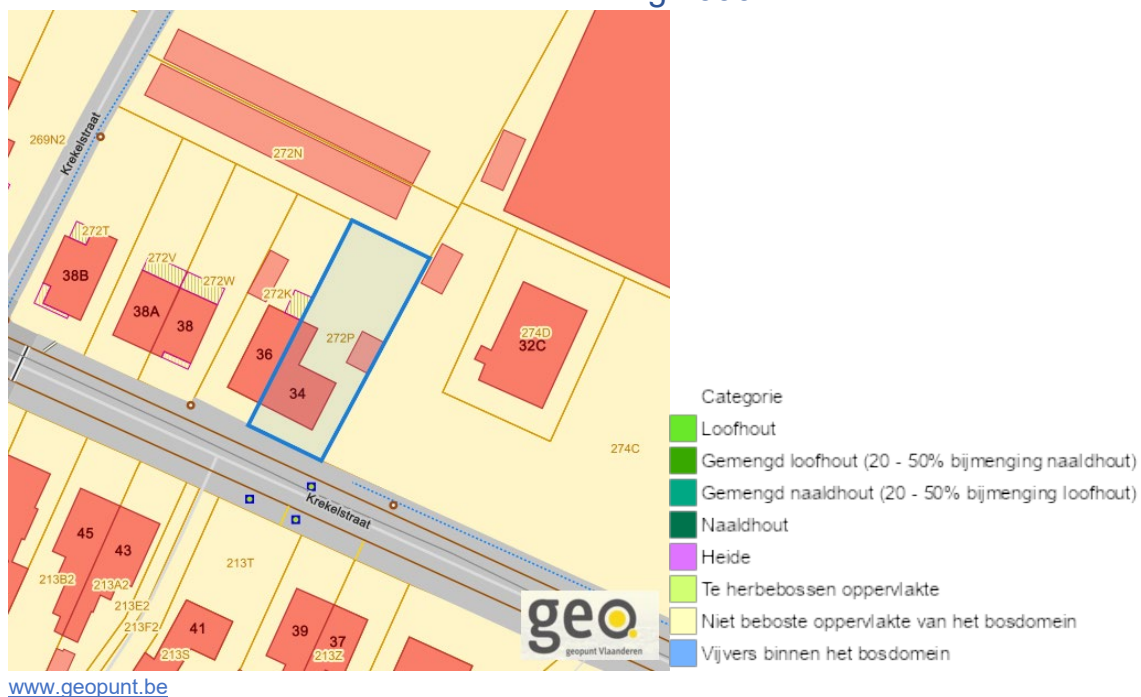 269N2
Krekelstraat
272N
272T
38B
272V
272W
38A
38
272K
36
272P
34
274D
32C
274C
Krekelstraat
45
43
213B2
213A2
213E2
213F2
213T
41
213S
39
37
213Z
geo.
geopunt Vlaanderen
Categorie
Loofhout
Gemengd loofhout (20 - 50% bijmenging naaldhout)
Gemengd naaldhout (20 - 50% bijmenging loofhout)
Naaldhout
Heide
Te herbebossen oppervlakte
Niet beboste oppervlakte van het bosdomein
Vijvers binnen het bosdomein
www.geopunt.be